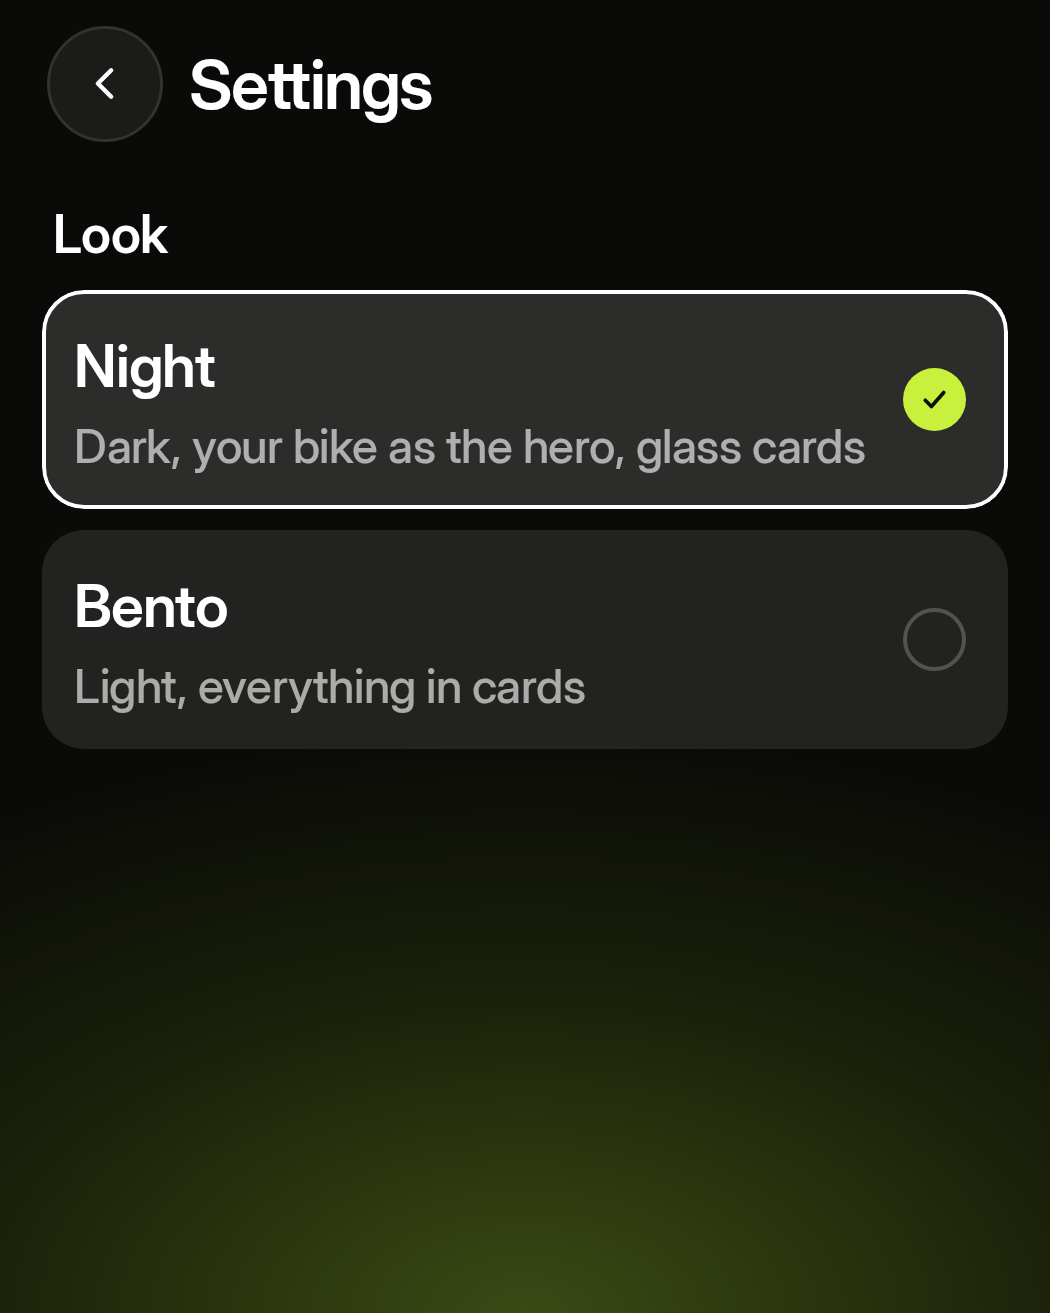 Settings
Look
Night
Dark, your bike as the hero, glass cards
Bento
Light, everything in cards